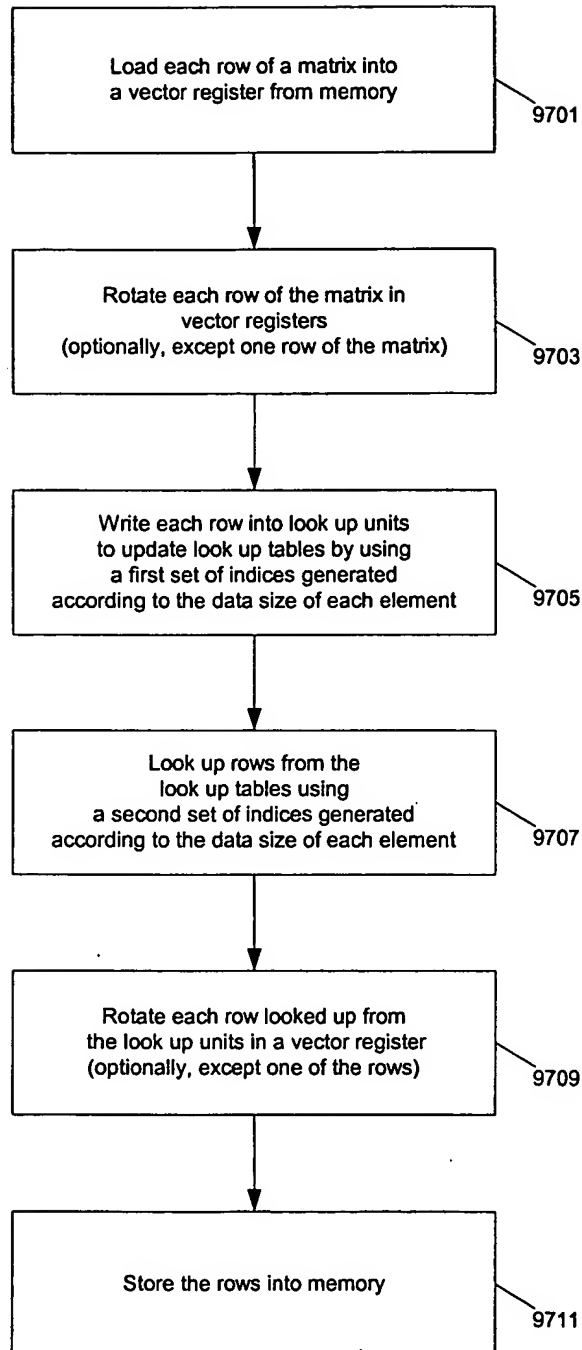 Load each row of a matrix into
a vector register from memory
9701
Rotate each row of the matrix in
vector registers
(optionally, except one row of the matrix)
9703
Write each row into look up units
to update look up tables by using
a first set of indices generated
according to the data size of each element
9705
Look up rows from the
look up tables using
a second set of indices generated
according to the data size of each element
9707
Rotate each row looked up from
the look up units in a vector register
(optionally, except one of the rows)
9709
Store the rows into memory
9711